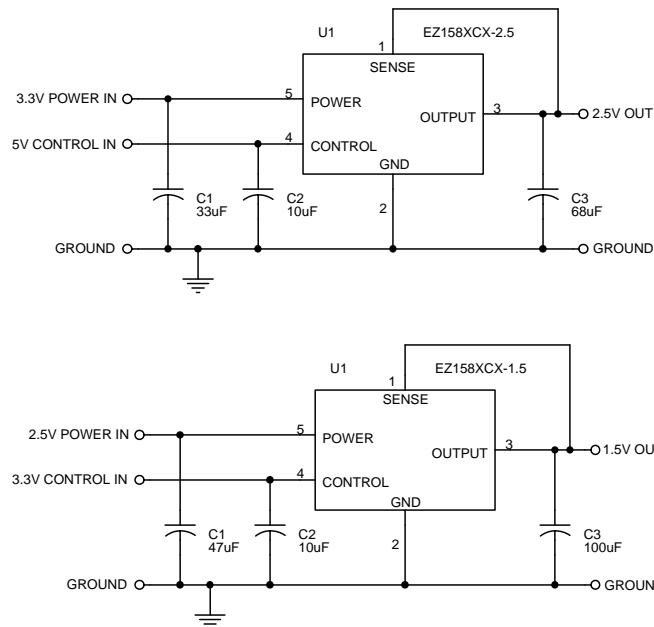 U1 EZ158XCX-2.5
1
SENSE
3.3V POWER IN 5 POWER
OUTPUT 3 2.5V OUT
5V CONTROL IN 4 CONTROL
GND
2
C1
33uF
C2
10uF
C3
68uF
GROUND GROUND
U1 EZ158XCX-1.5
1
SENSE
2.5V POWER IN 5 POWER
OUTPUT 3 1.5V OU
3.3V CONTROL IN 4 CONTROL
GND
2
C1
47uF
C2
10uF
C3
100uF
GROUND GROUN